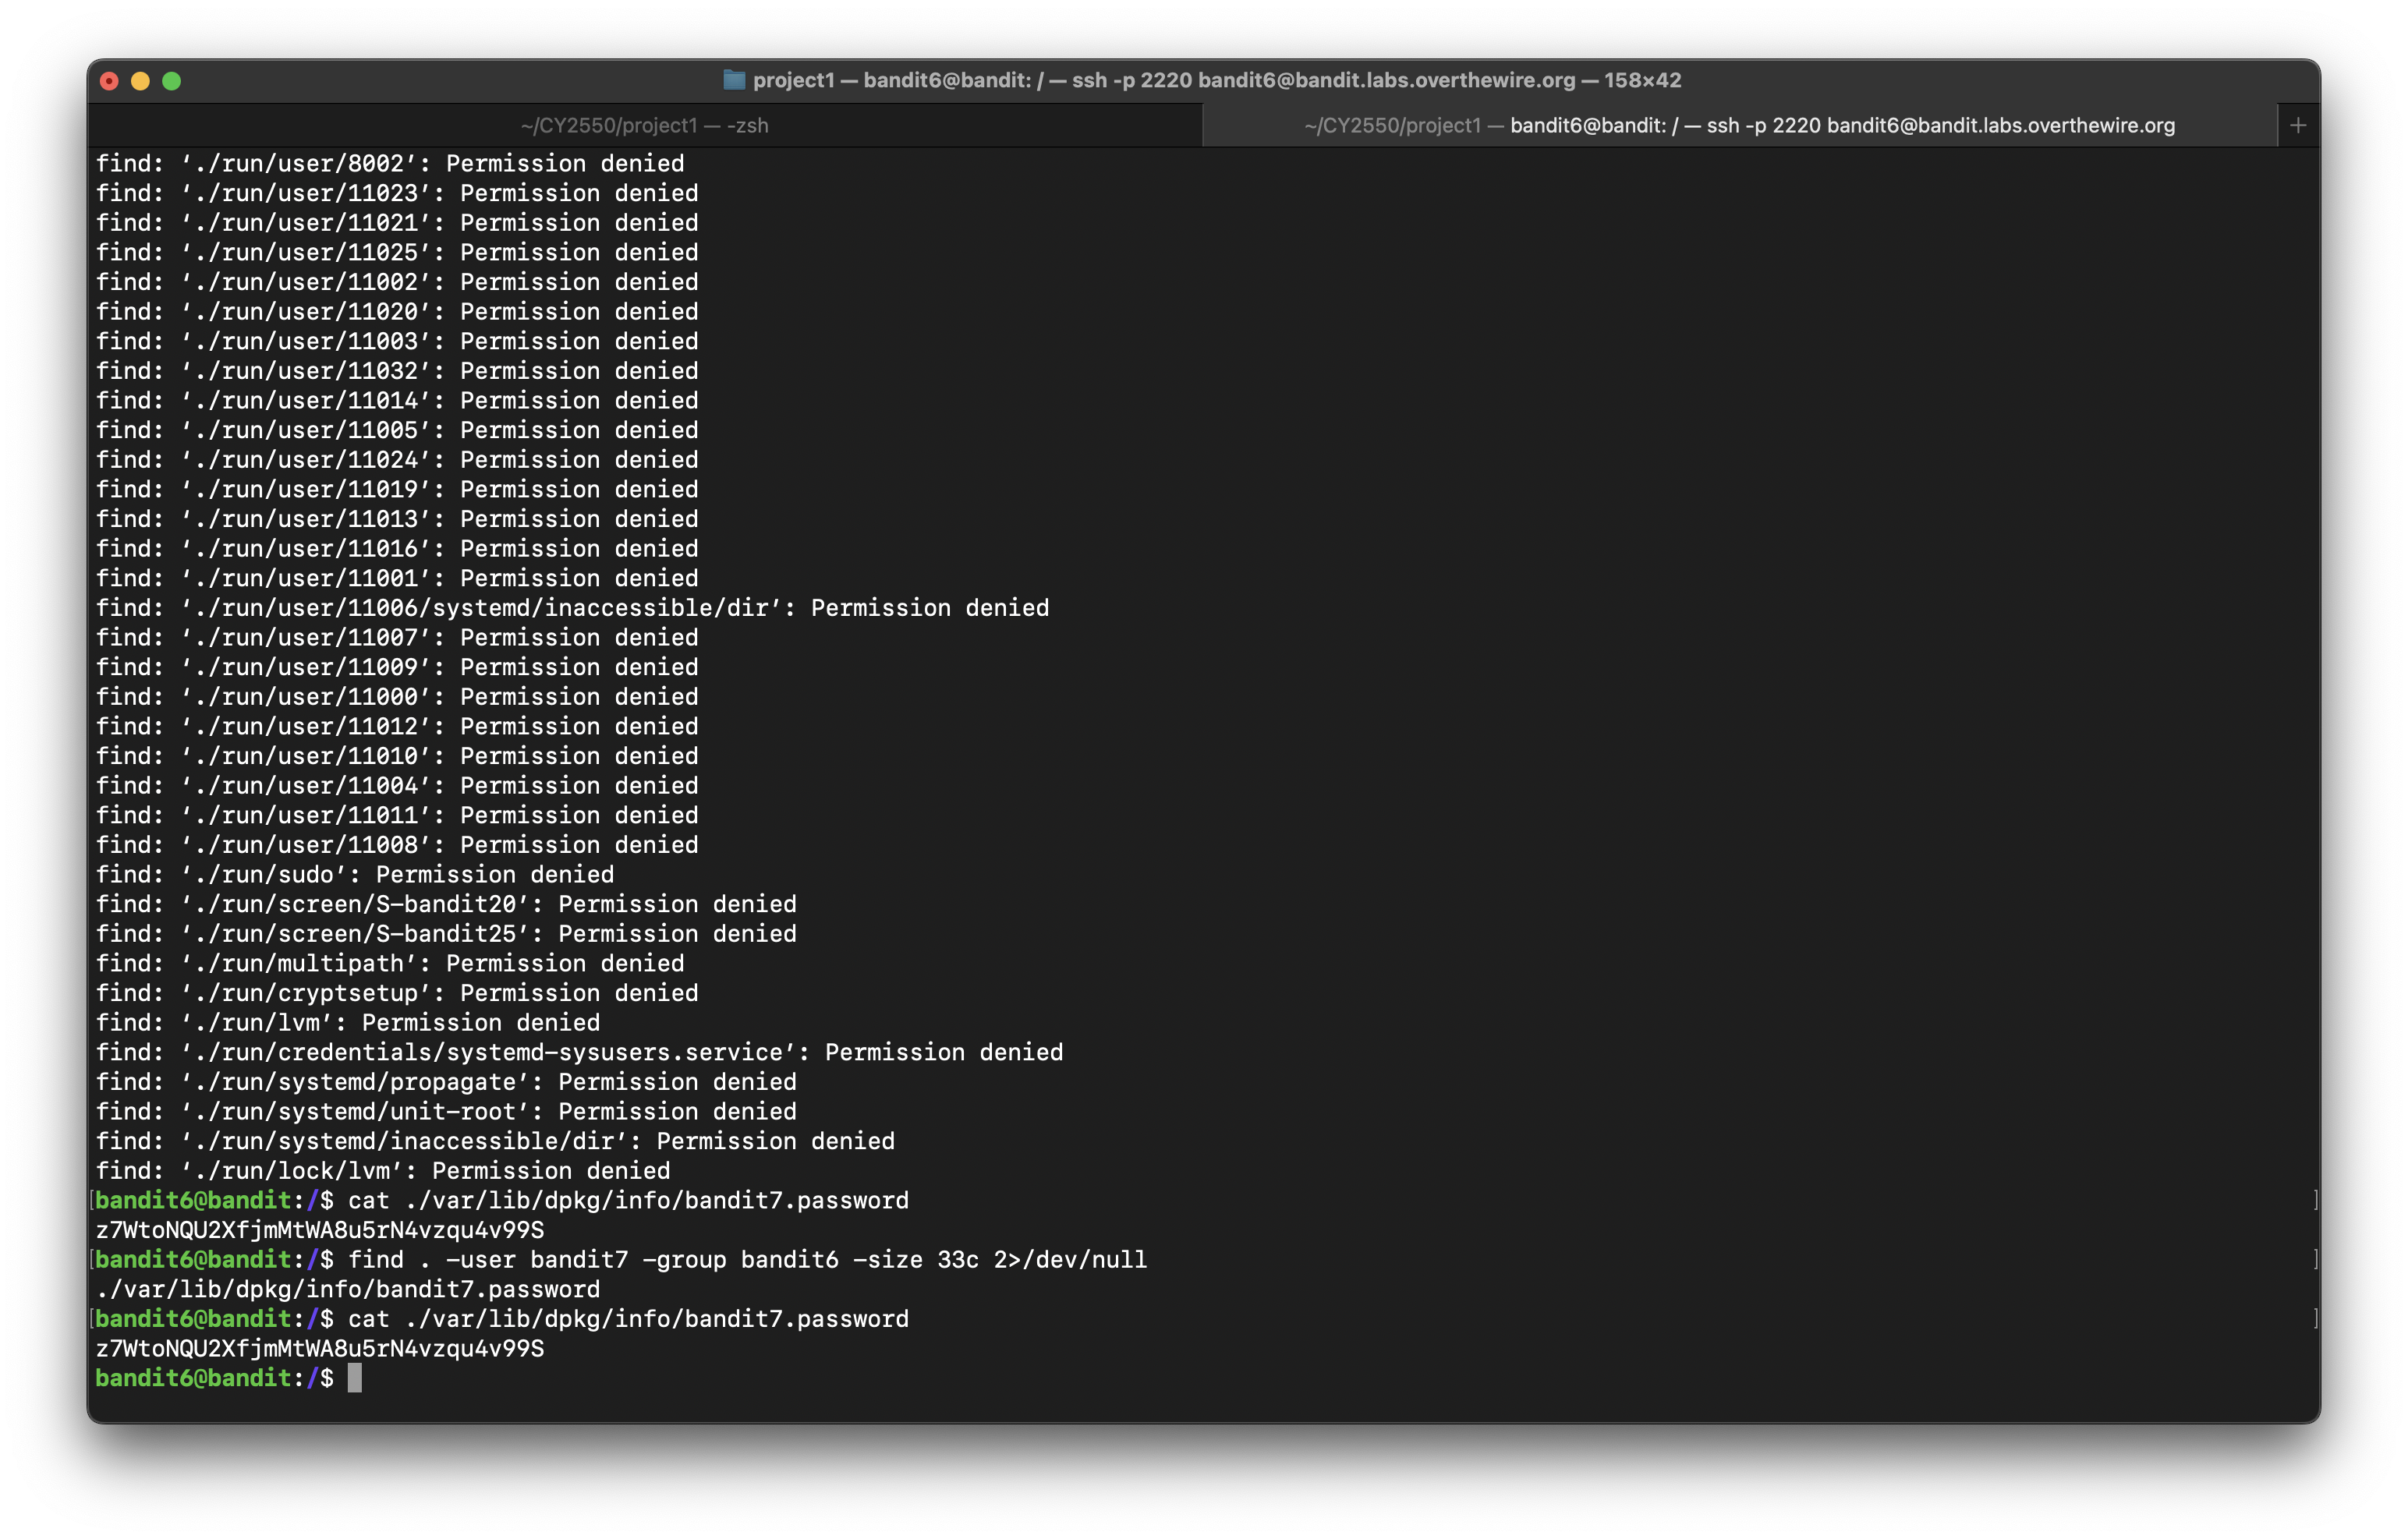 project1 — bandit6@bandit: / — ssh -p 2220 bandit6@bandit.labs.overthewire.org — 158×42
~/CY2550/project1 — -zsh
~/CY2550/project1 — bandit6@bandit: / — ssh -p 2220 bandit6@bandit.labs.overthewire.org
find: ‘./run/user/8002’: Permission denied
find: ‘./run/user/11023’: Permission denied
find: ‘./run/user/11021’: Permission denied
find: ‘./run/user/11025’: Permission denied
find: ‘./run/user/11002’: Permission denied
find: ‘./run/user/11020’: Permission denied
find: ‘./run/user/11003’: Permission denied
find: ‘./run/user/11032’: Permission denied
find: ‘./run/user/11014’: Permission denied
find: ‘./run/user/11005’: Permission denied
find: ‘./run/user/11024’: Permission denied
find: ‘./run/user/11019’: Permission denied
find: ‘./run/user/11013’: Permission denied
find: ‘./run/user/11016’: Permission denied
find: ‘./run/user/11001’: Permission denied
find: ‘./run/user/11006/systemd/inaccessible/dir’: Permission denied
find: ‘./run/user/11007’: Permission denied
find: ‘./run/user/11009’: Permission denied
find: ‘./run/user/11000’: Permission denied
find: ‘./run/user/11012’: Permission denied
find: ‘./run/user/11010’: Permission denied
find: ‘./run/user/11004’: Permission denied
find: ‘./run/user/11011’: Permission denied
find: ‘./run/user/11008’: Permission denied
find: ‘./run/sudo’: Permission denied
find: ‘./run/screen/S-bandit20’: Permission denied
find: ‘./run/screen/S-bandit25’: Permission denied
find: ‘./run/multipath’: Permission denied
find: ‘./run/cryptsetup’: Permission denied
find: ‘./run/lvm’: Permission denied
find: ‘./run/credentials/systemd-sysusers.service’: Permission denied
find: ‘./run/systemd/propagate’: Permission denied
find: ‘./run/systemd/unit-root’: Permission denied
find: ‘./run/systemd/inaccessible/dir’: Permission denied
find: ‘./run/lock/lvm’: Permission denied
[bandit6@bandit:/$ cat ./var/lib/dpkg/info/bandit7.password ]
z7WtoNQU2XfjmMtWA8u5rN4vzqu4v99S
[bandit6@bandit:/$ find . -user bandit7 -group bandit6 -size 33c 2>/dev/null ]
./var/lib/dpkg/info/bandit7.password
[bandit6@bandit:/$ cat ./var/lib/dpkg/info/bandit7.password ]
z7WtoNQU2XfjmMtWA8u5rN4vzqu4v99S
bandit6@bandit:/$